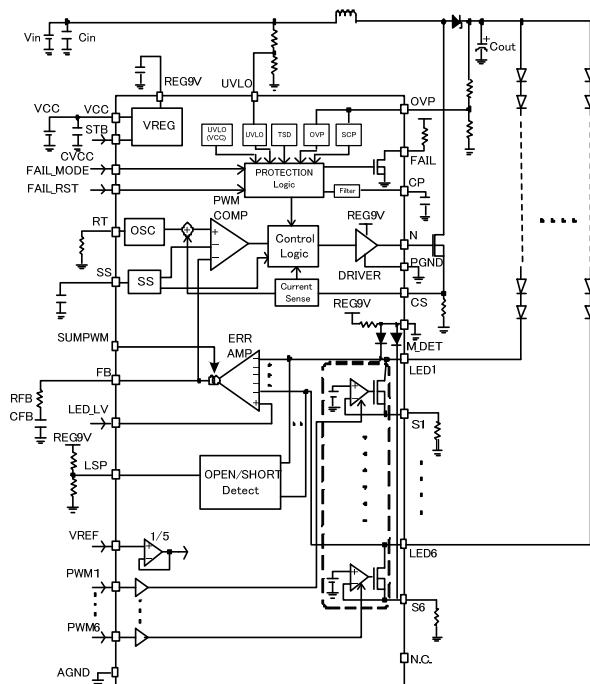 Vin
Cin
+
Cout
REG9V
UVLO
VCC
VCC
STB
CVCC
VREG
UVLO
(VCC)
UVLO
TSD
OVP
SCP
OVP
FAIL_MODE
FAIL_RST
PROTECTION
Logic
Filter
FAIL
CP
PWM
COMP
RT
OSC
+
−
−
Control
Logic
REG9V
DRIVER
N
PGND
SS
SS
Current
Sense
CS
REG9V
SUMPWM
ERR
AMP
M_DET
LED1
FB
RFB
CFB
−
−
−
−
−
−
+
LED_LV
REG9V
LSP
OPEN/SHORT
Detect
+
−
S1
VREF
1/5
+
−
LED6
PWM1
+
−
S6
PWM6
AGND
N.C.